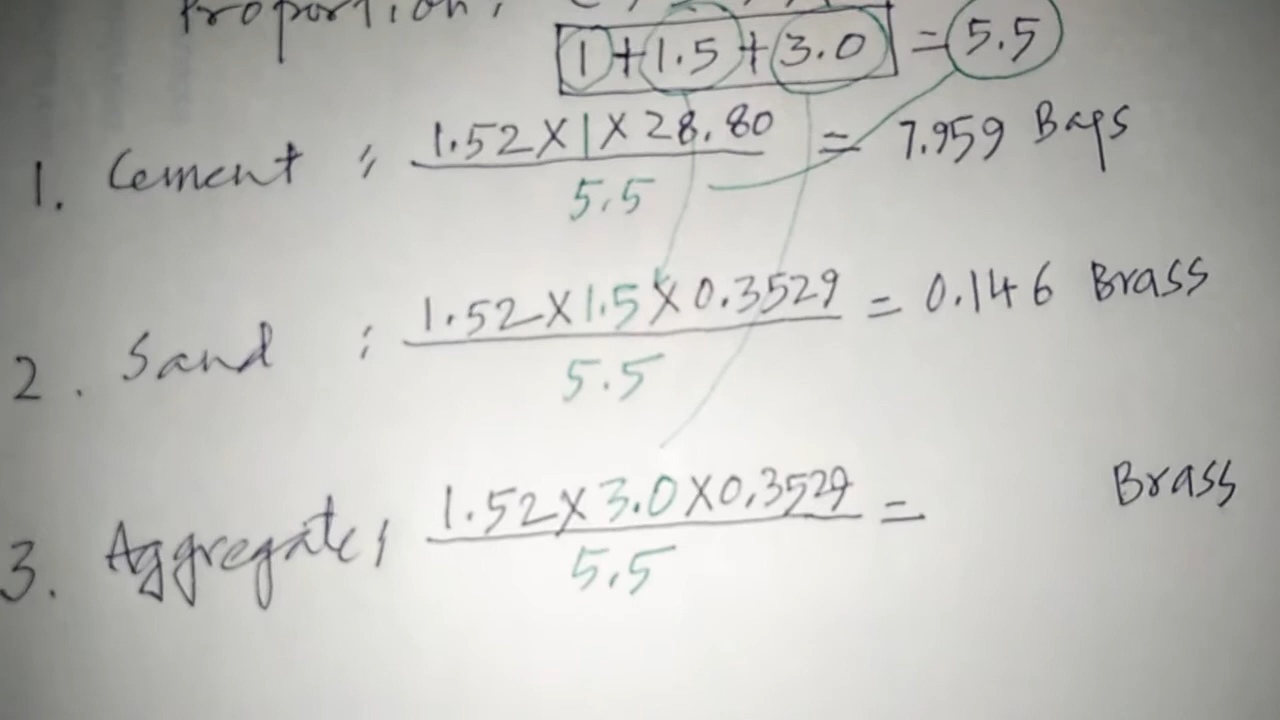 Proportion:
1+1.5+3.0 = 5.5
1. Cement : 1.52 X 1 X 28.80 = 7.959 Bags
5.5
2. Sand : 1.52 X 1.5 X 0.3529 = 0.146 Brass
5.5
3. Aggregate : 1.52 X 3.0 X 0.3529 = Brass
5.5